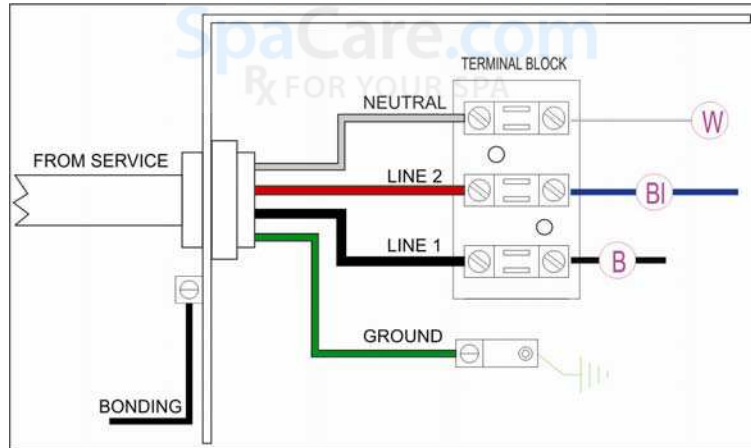 SpaCare.com
Rx FOR YOUR SPA
TERMINAL BLOCK
NEUTRAL
W
FROM SERVICE
LINE 2
Bl
LINE 1
B
GROUND
BONDING